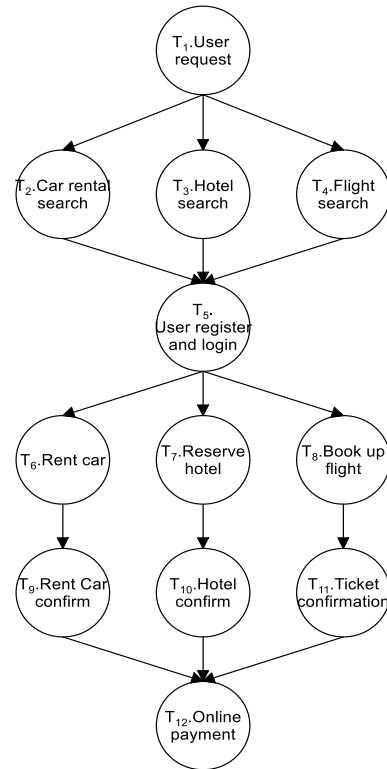 T₁.User
request
T₂.Car rental
search
T₃.Hotel
search
T₄.Flight
search
T₅.
User register
and login
T₆.Rent car
T₇.Reserve
hotel
T₈.Book up
flight
T₉.Rent Car
confirm
T₁₀.Hotel
confirm
T₁₁.Ticket
confirmation
T₁₂.Online
payment